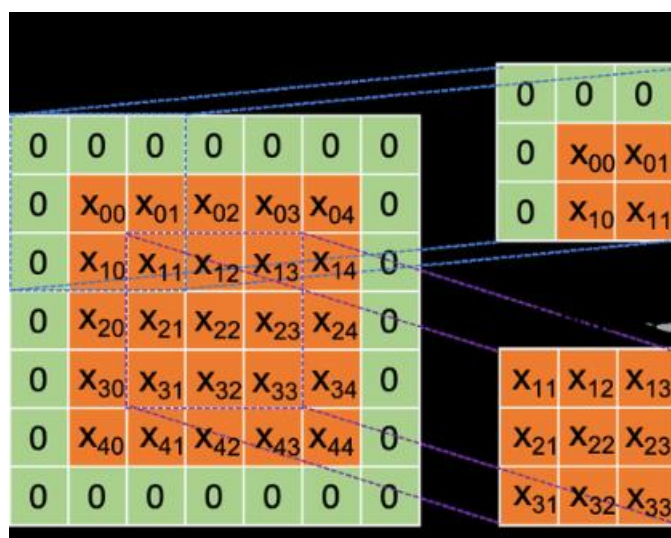 0 0 0 0 0 0 0
0 x₀₀ x₀₁ x₀₂ x₀₃ x₀₄ 0
0 x₁₀ x₁₁ x₁₂ x₁₃ x₁₄ 0
0 x₂₀ x₂₁ x₂₂ x₂₃ x₂₄ 0
0 x₃₀ x₃₁ x₃₂ x₃₃ x₃₄ 0
0 x₄₀ x₄₁ x₄₂ x₄₃ x₄₄ 0
0 0 0 0 0 0 0
0 0 0
0 x₀₀ x₀₁
0 x₁₀ x₁₁
x₁₁ x₁₂ x₁₃
x₂₁ x₂₂ x₂₃
x₃₁ x₃₂ x₃₃